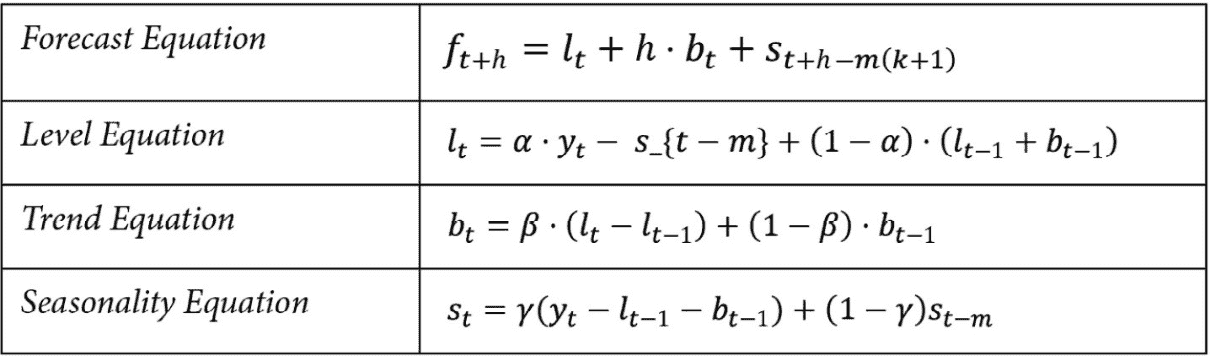 Forecast Equation
f_{t+h} = l_t + h · b_t + s_{t+h−m(k+1)}
Level Equation
l_t = α · y_t − s_{t − m} + (1 − α) · (l_{t−1} + b_{t−1})
Trend Equation
b_t = β · (l_t − l_{t−1}) + (1 − β) · b_{t−1}
Seasonality Equation
s_t = γ(y_t − l_{t−1} − b_{t−1}) + (1 − γ)s_{t−m}